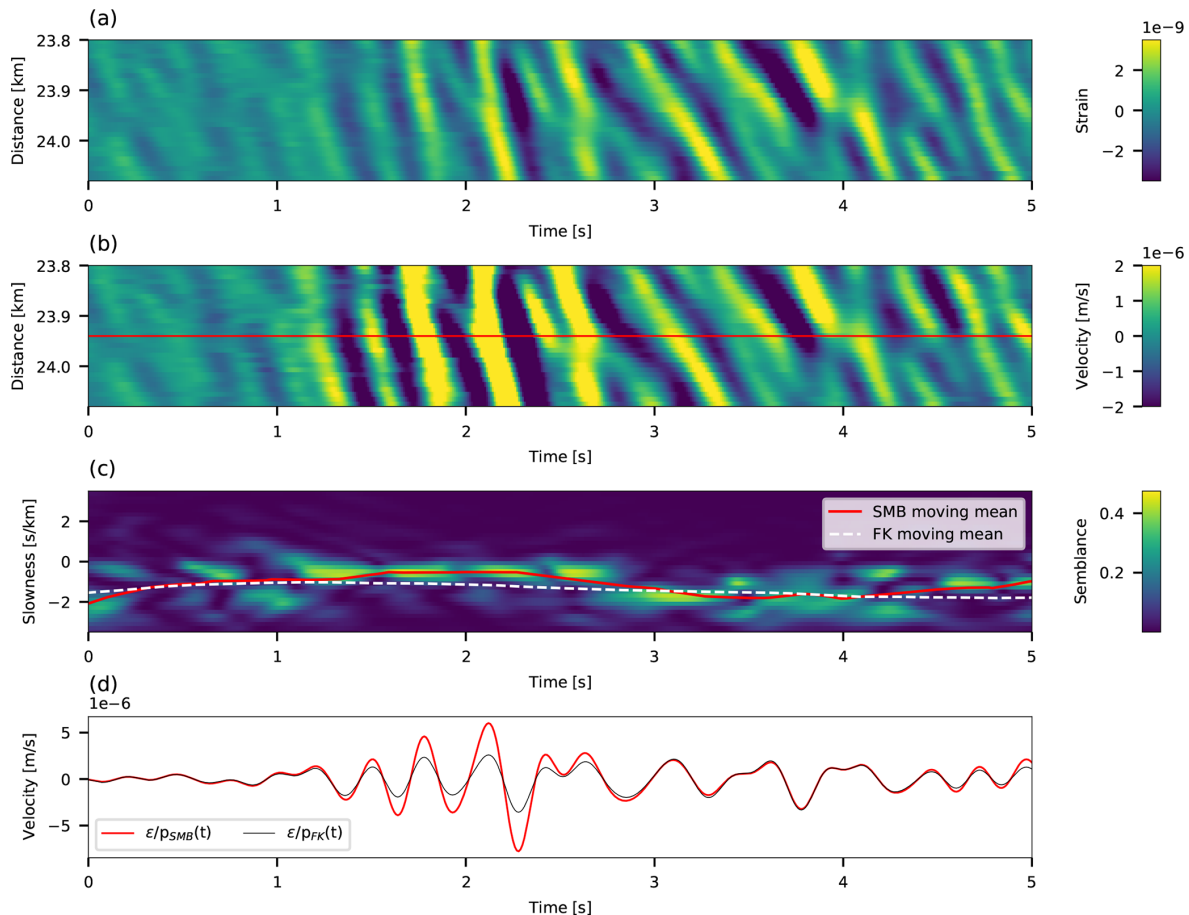 (a)
1e−9
23.8
23.9
24.0
Distance [km]
2
0
−2
Strain
0 1 2 3 4 5
Time [s]
(b)
1e−6
23.8
23.9
24.0
Distance [km]
2
1
0
−1
−2
Velocity [m/s]
0 1 2 3 4 5
Time [s]
(c)
2
0
−2
Slowness [s/km]
SMB moving mean
FK moving mean
0.4
0.2
Semblance
0 1 2 3 4 5
Time [s]
(d)
1e−6
5
0
−5
Velocity [m/s]
ε/pSMB(t) ε/pFK(t)
0 1 2 3 4 5
Time [s]